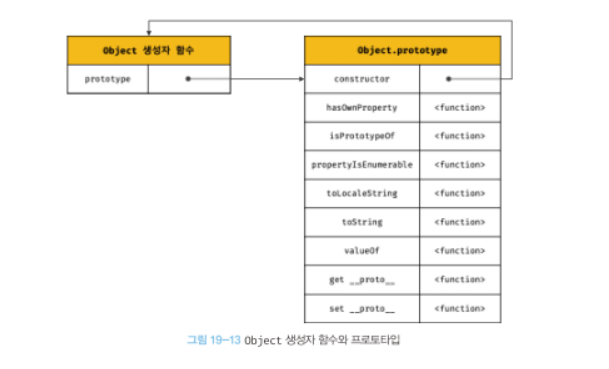 Object 생성자 함수
prototype
Object.prototype
constructor
hasOwnProperty <function>
isPrototypeOf <function>
propertyIsEnumerable <function>
toLocaleString <function>
toString <function>
valueOf <function>
get __proto__ <function>
set __proto__ <function>
그림 19-13 Object 생성자 함수와 프로토타입